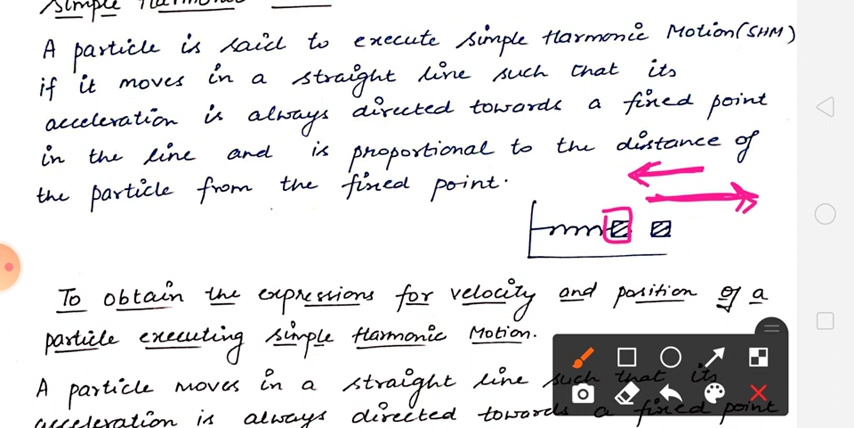 Simple Harmonic
A particle is said to execute simple Harmonic Motion (SHM)
if it moves in a straight line such that its
acceleration is always directed towards a fixed point
in the line and is proportional to the distance of
the particle from the fixed point.
To obtain the expressions for velocity and position of a
particle executing simple Harmonic Motion.
A particle moves in a straight line such that its
acceleration is always directed towards a fixed point